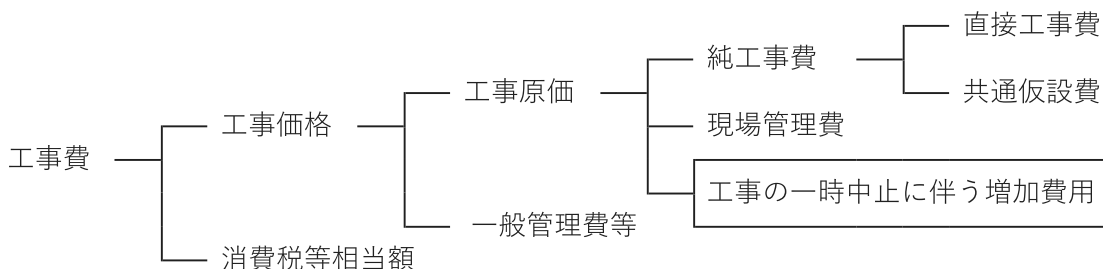 直接工事費
純工事費
共通仮設費
工事原価
現場管理費
工事価格
工事費
工事の一時中止に伴う増加費用
一般管理費等
消費税等相当額